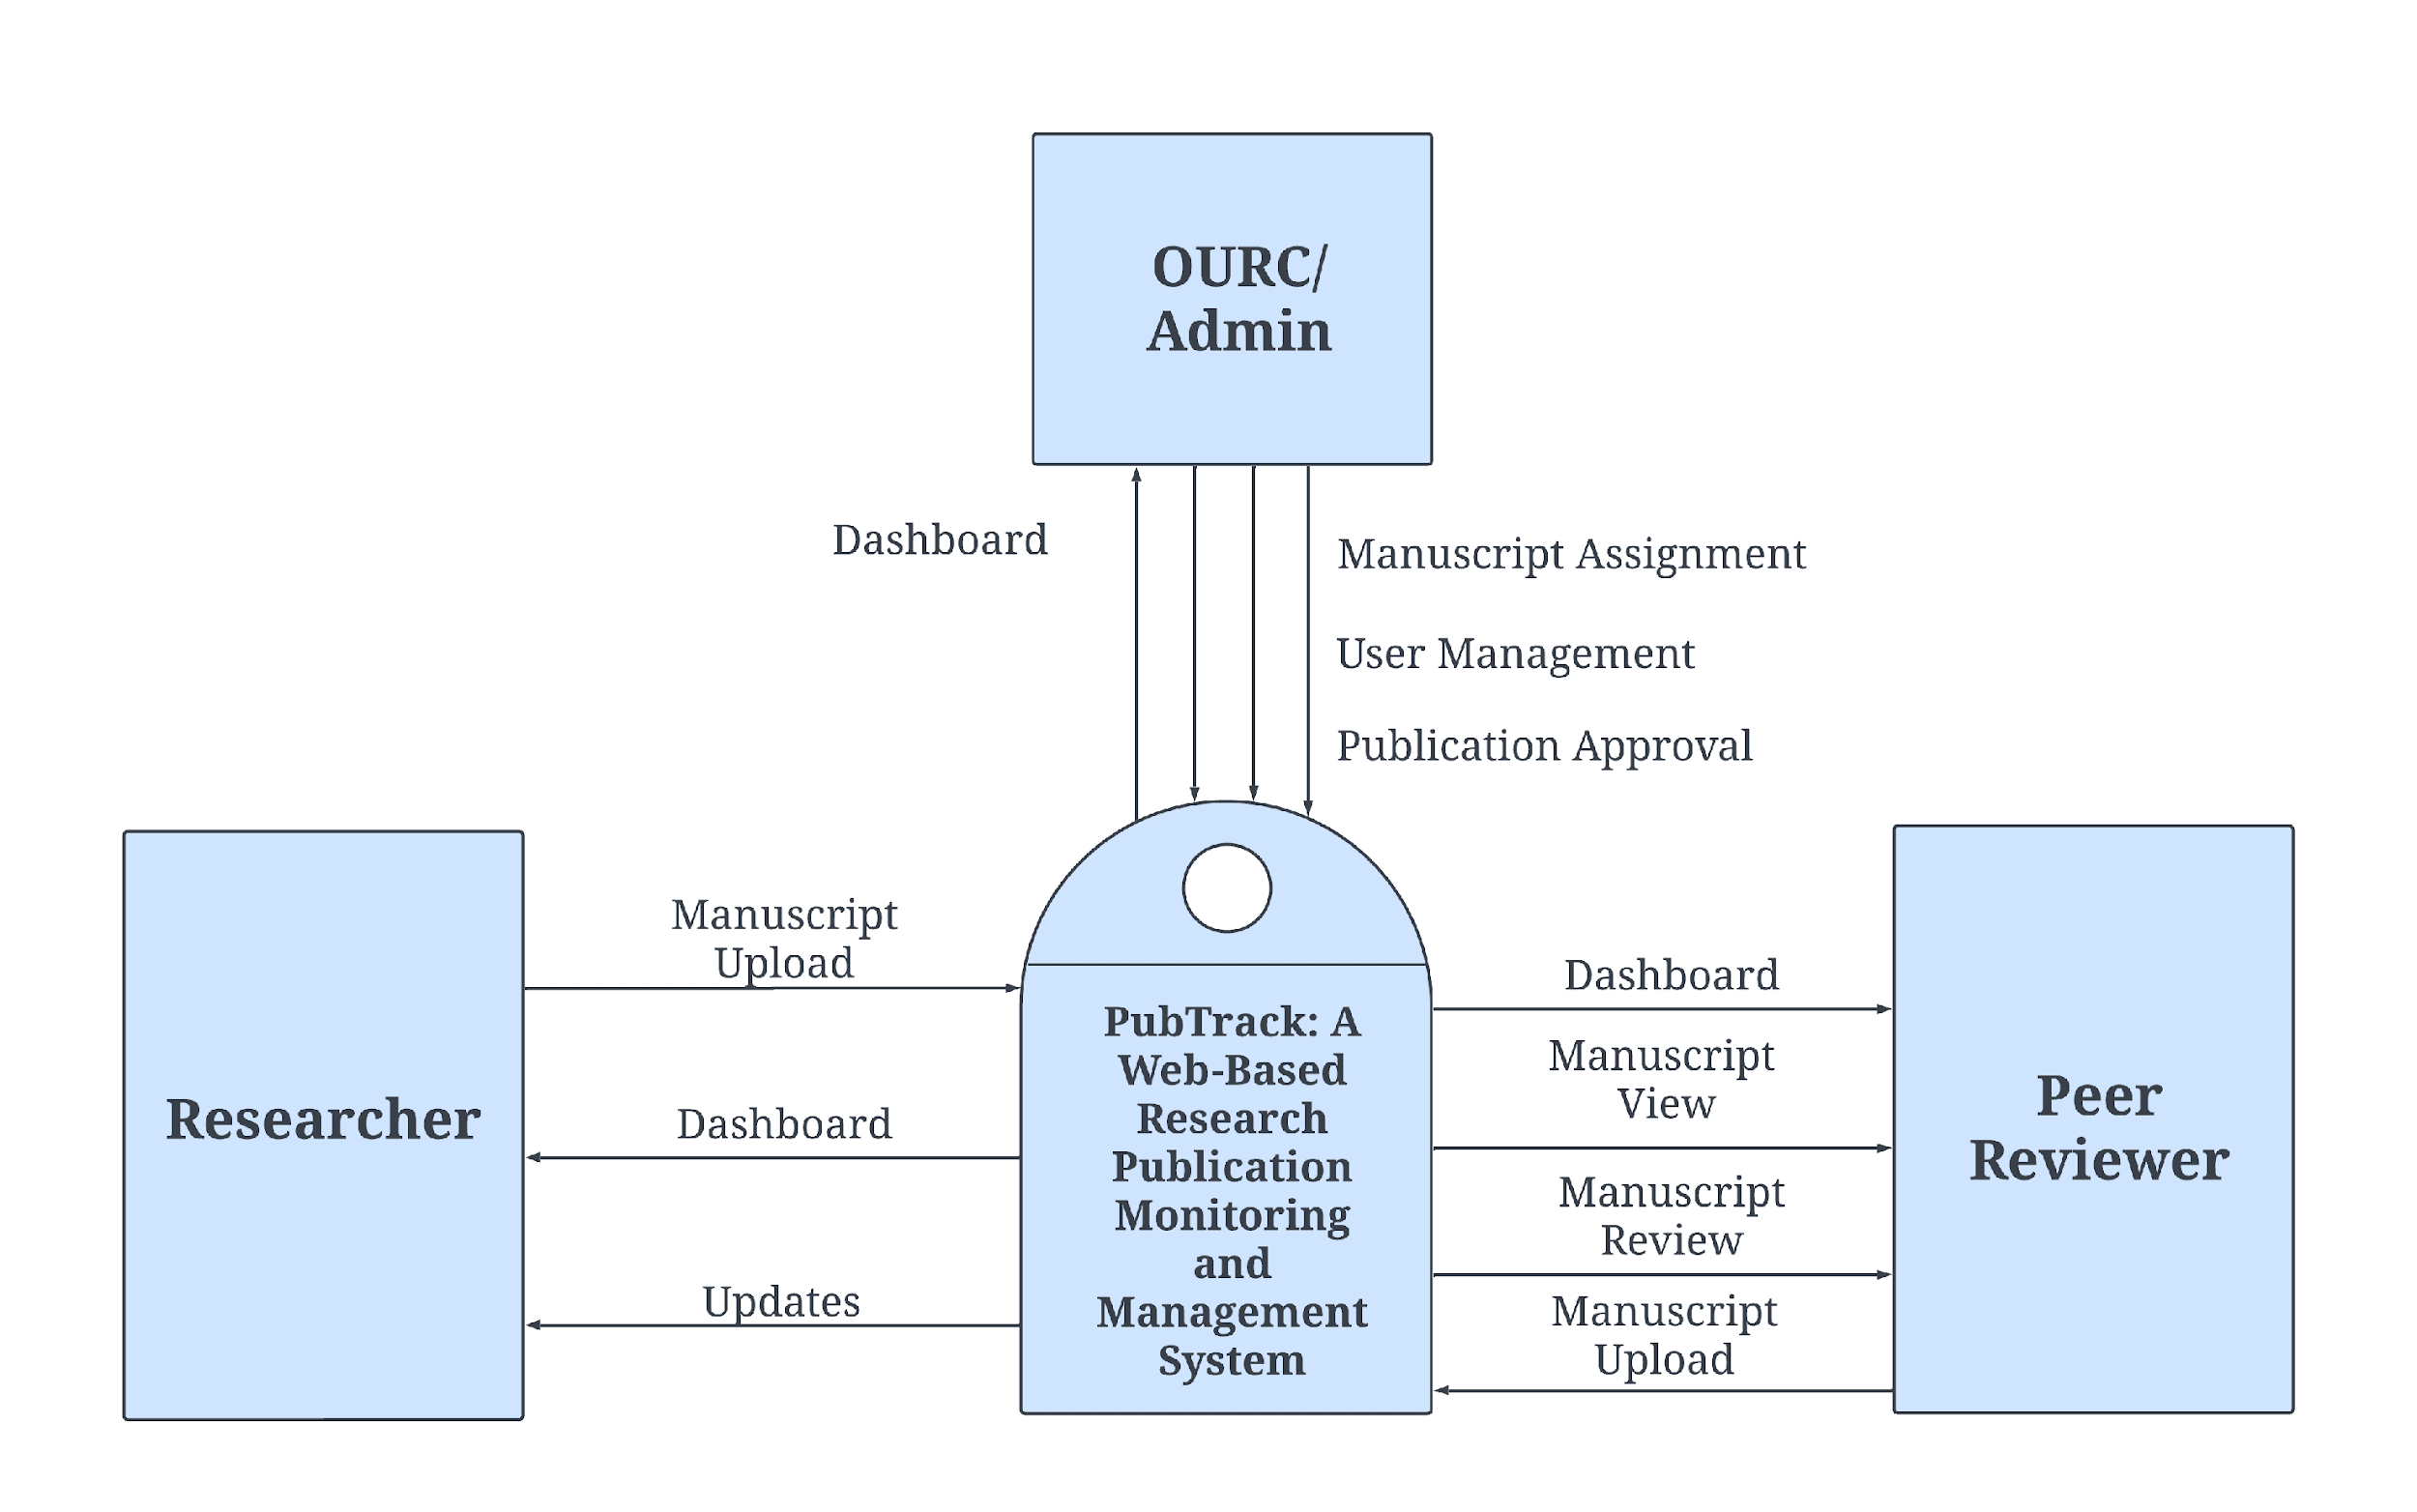 OURC/
Admin
Dashboard
Manuscript Assignment
User Management
Publication Approval
Researcher
Manuscript
Upload
Dashboard
Updates
PubTrack: A
Web-Based
Research
Publication
Monitoring
and
Management
System
Dashboard
Manuscript
View
Manuscript
Review
Manuscript
Upload
Peer
Reviewer